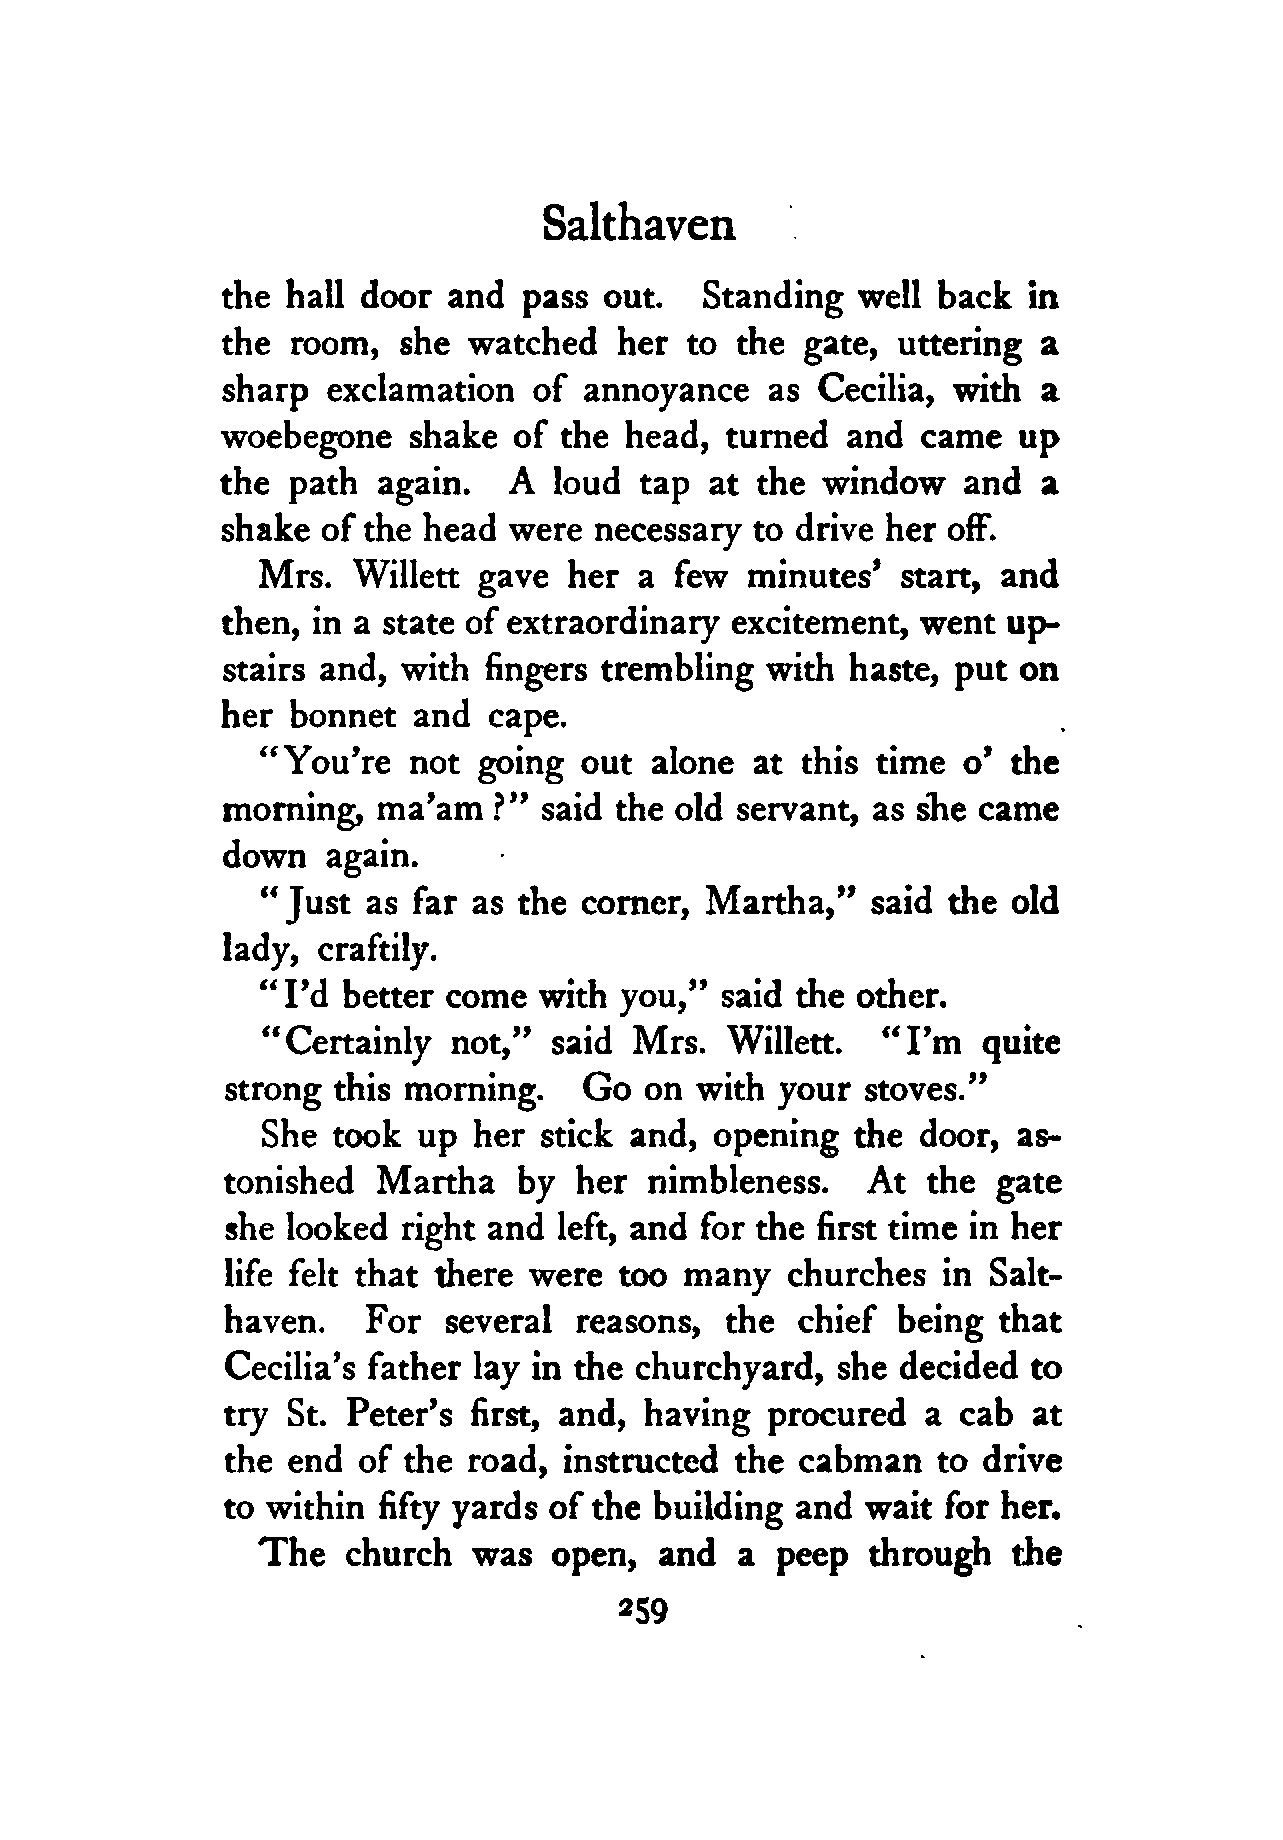 Salthaven
the hall door and pass out. Standing well back in
the room, she watched her to the gate, uttering a
sharp exclamation of annoyance as Cecilia, with a
woebegone shake of the head, turned and came up
the path again. A loud tap at the window and a
shake of the head were necessary to drive her off.
Mrs. Willett gave her a few minutes' start, and
then, in a state of extraordinary excitement, went up-
stairs and, with fingers trembling with haste, put on
her bonnet and cape.
"You're not going out alone at this time o' the
morning, ma'am?" said the old servant, as she came
down again.
"Just as far as the corner, Martha," said the old
lady, craftily.
"I'd better come with you," said the other.
"Certainly not," said Mrs. Willett. "I'm quite
strong this morning. Go on with your stoves."
She took up her stick and, opening the door, as-
tonished Martha by her nimbleness. At the gate
she looked right and left, and for the first time in her
life felt that there were too many churches in Salt-
haven. For several reasons, the chief being that
Cecilia's father lay in the churchyard, she decided to
try St. Peter's first, and, having procured a cab at
the end of the road, instructed the cabman to drive
to within fifty yards of the building and wait for her.
The church was open, and a peep through the
259